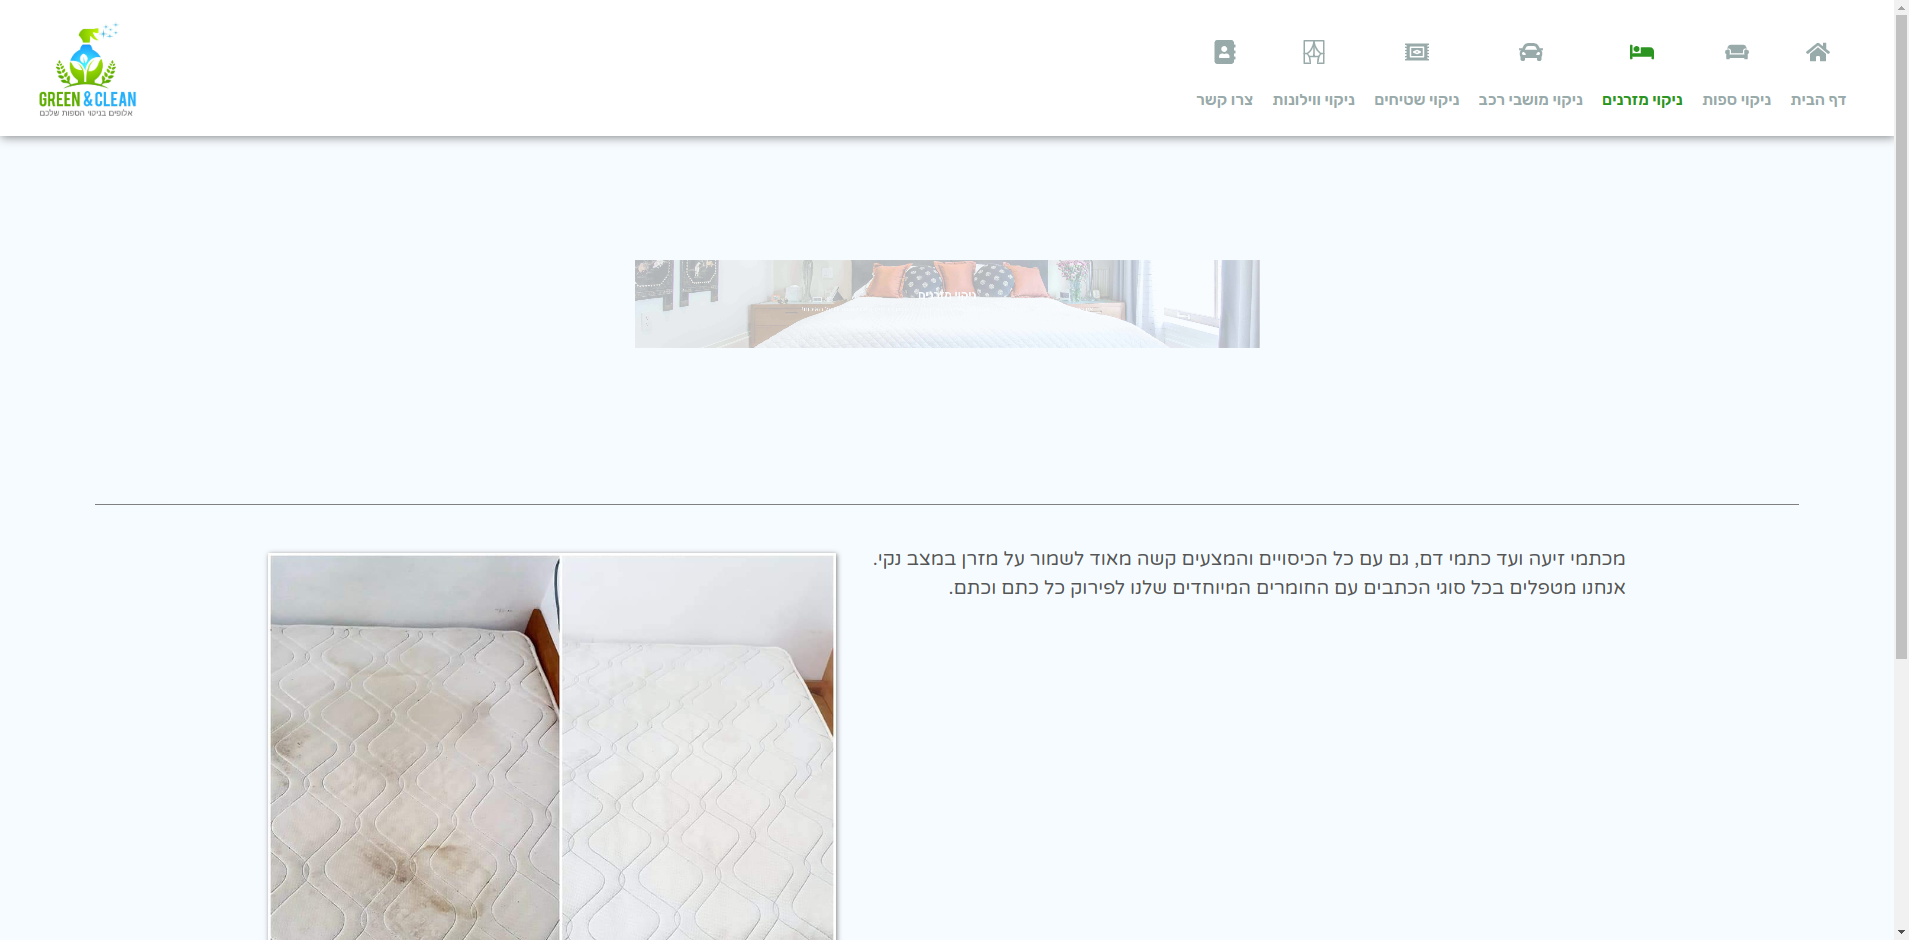 GREEN & CLEAN
אלופים בניקוי הספות שלכם
דף הבית
ניקוי ספות
ניקוי מזרנים
ניקוי מושבי רכב
ניקוי שטיחים
ניקוי ווילונות
צרו קשר
ניקוי מזרנים
מכתמי זיעה ועד כתמי דם, גם עם כל הכיסויים והמצעים קשה מאוד לשמור על מזרן במצב נקי.
אנחנו מטפלים בכל סוגי הכתבים עם החומרים המיוחדים שלנו לפירוק כל כתם וכתם.